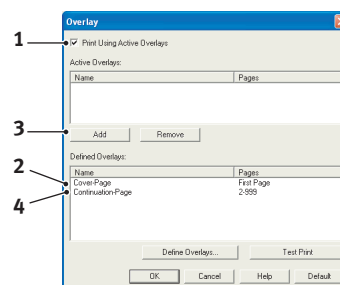 Overlay
1
Print Using Active Overlays
Active Overlays:
Name Pages
3
Add Remove
Defined Overlays:
Name Pages
2
Cover-Page First Page
4
Continuation-Page 2-999
Define Overlays... Test Print
OK Cancel Help Default